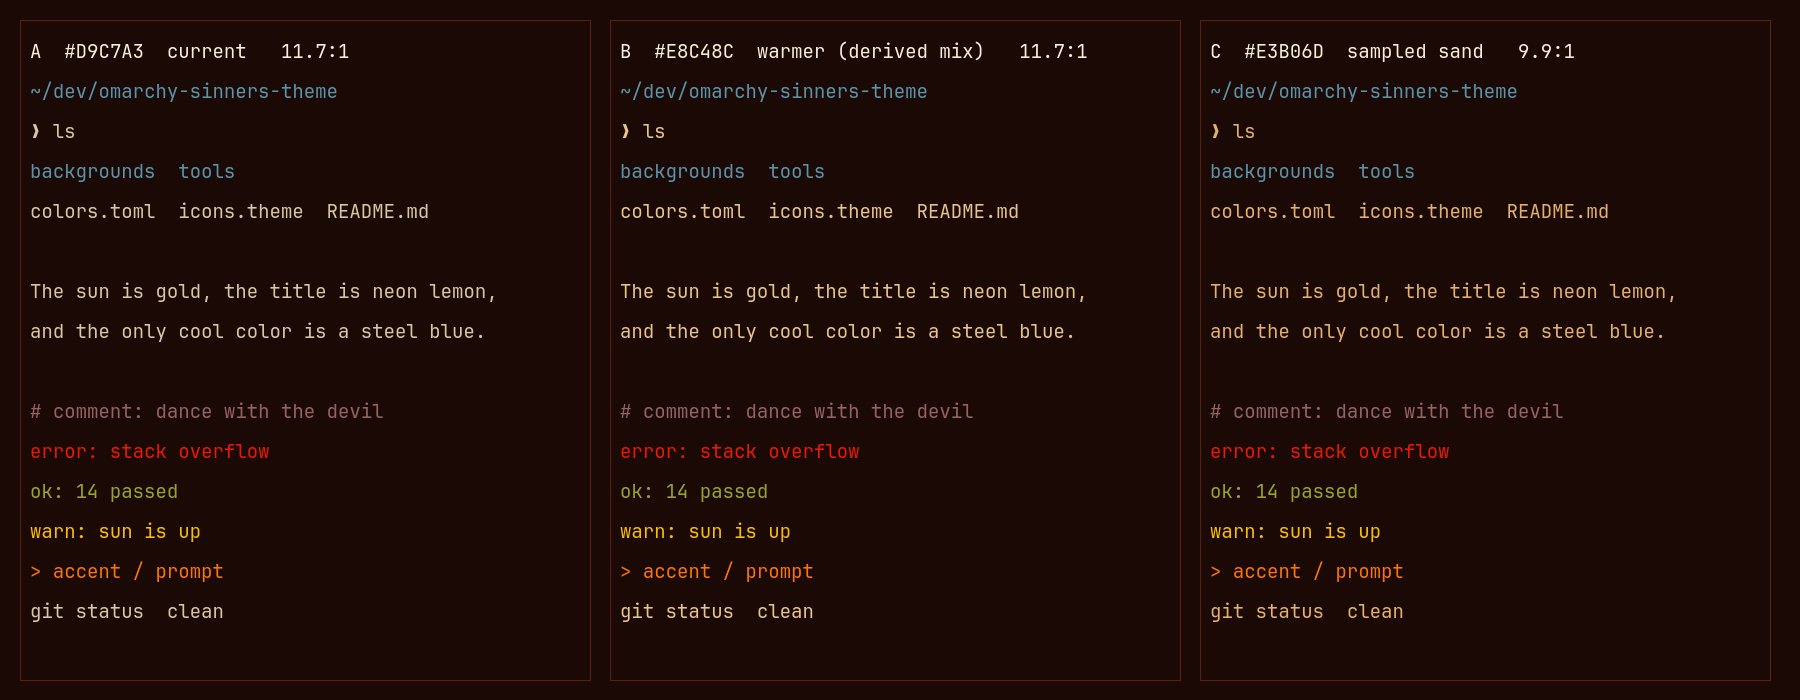 A  #D9C7A3  current   11.7:1
~/dev/omarchy-sinners-theme
❯ ls
backgrounds  tools
colors.toml  icons.theme  README.md
The sun is gold, the title is neon lemon,
and the only cool color is a steel blue.
# comment: dance with the devil
error: stack overflow
ok: 14 passed
warn: sun is up
> accent / prompt
git status  clean
B  #E8C48C  warmer (derived mix)   11.7:1
~/dev/omarchy-sinners-theme
❯ ls
backgrounds  tools
colors.toml  icons.theme  README.md
The sun is gold, the title is neon lemon,
and the only cool color is a steel blue.
# comment: dance with the devil
error: stack overflow
ok: 14 passed
warn: sun is up
> accent / prompt
git status  clean
C  #E3B06D  sampled sand   9.9:1
~/dev/omarchy-sinners-theme
❯ ls
backgrounds  tools
colors.toml  icons.theme  README.md
The sun is gold, the title is neon lemon,
and the only cool color is a steel blue.
# comment: dance with the devil
error: stack overflow
ok: 14 passed
warn: sun is up
> accent / prompt
git status  clean